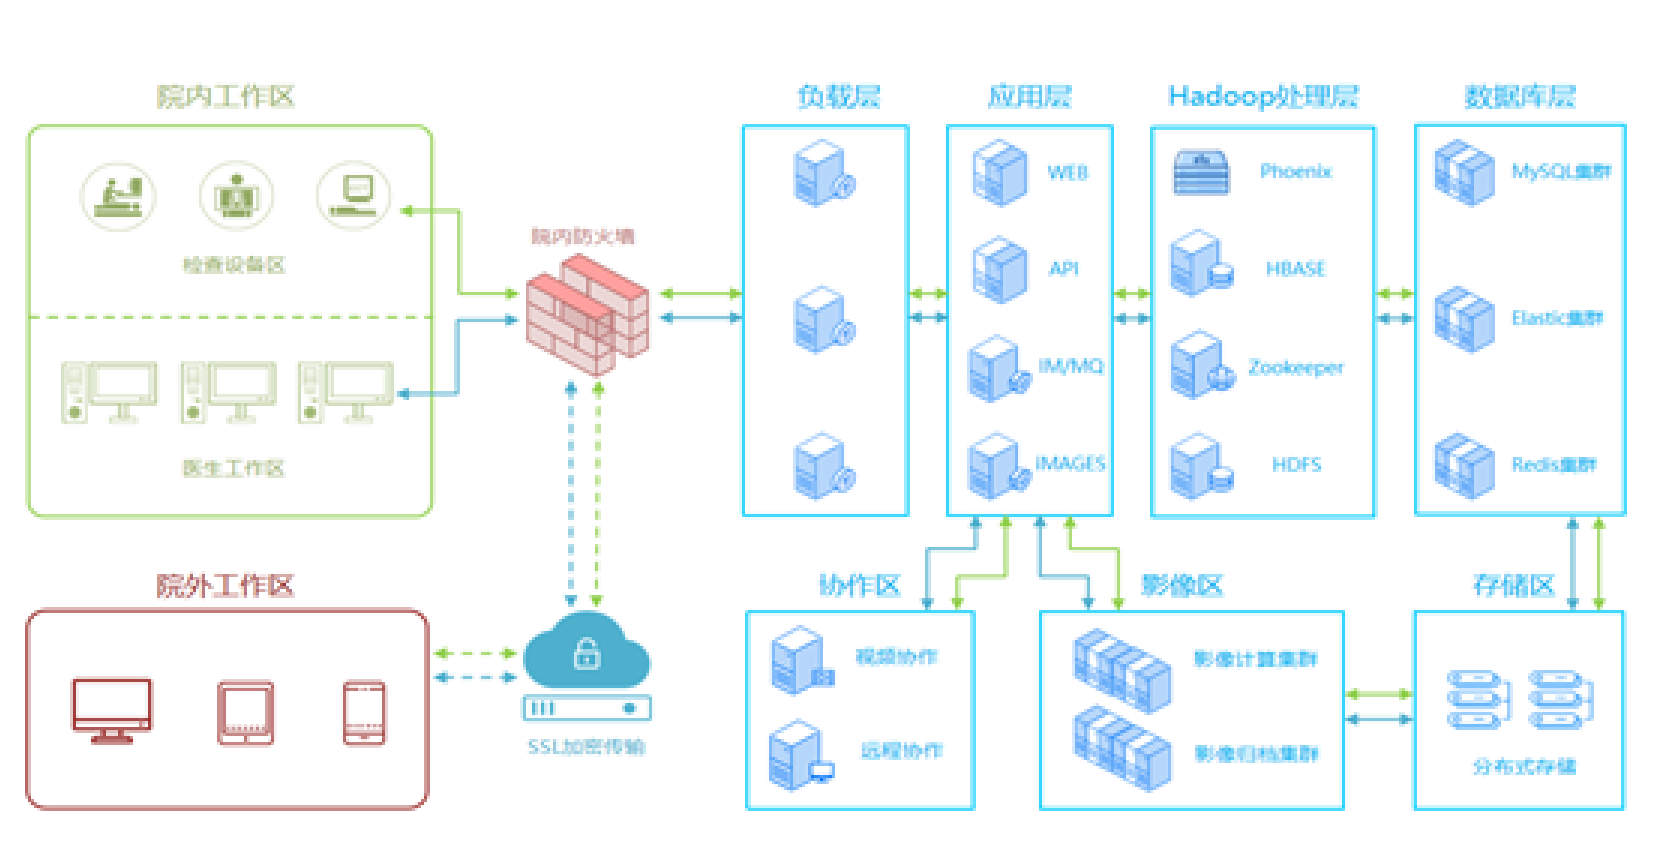 院内工作区
负载层
应用层
Hadoop处理层
数据库层
检查设备区
医生工作区
院内防火墙
WEB
API
IM/MQ
IMAGES
Phoenix
HBASE
Zookeeper
HDFS
MySQL集群
Elastic集群
Redis集群
院外工作区
SSL加密传输
协作区
视频协作
远程协作
影像区
影像计算集群
影像归档集群
存储区
分布式存储